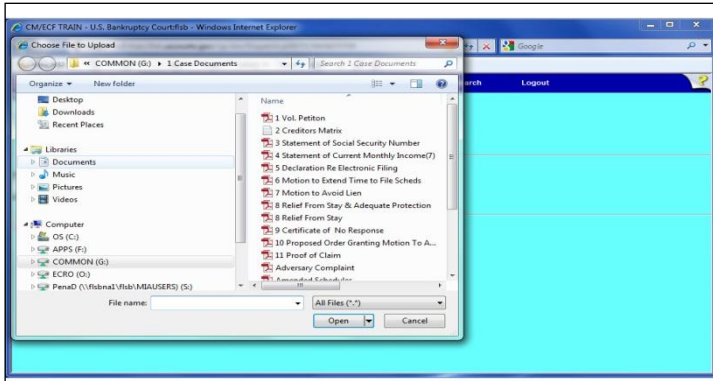 CM/ECF TRAIN - U.S. Bankruptcy Court:flsb - Windows Internet Explorer
Choose File to Upload
Google
« COMMON (G:) ▸ 1 Case Documents
Search 1 Case Documents
Organize ▾ New folder
arch
Logout
Desktop
Downloads
Recent Places
Libraries
Documents
Music
Pictures
Videos
Computer
OS (C:)
APPS (F:)
COMMON (G:)
ECRO (O:)
PenaD (\\flsbna1\flsb\MIAUSERS) (S:)
Name
1 Vol. Petiton
2 Creditors Matrix
3 Statement of Social Security Number
4 Statement of Current Monthly Income(7)
5 Declaration Re Electronic Filing
6 Motion to Extend Time to File Scheds
7 Motion to Avoid Lien
8 Relief From Stay & Adequate Protection
8 Relief From Stay
9 Certificate of No Response
10 Proposed Order Granting Motion To A...
11 Proof of Claim
Adversary Complaint
Amended Schedules
File name:
All Files (*.*)
Open
Cancel